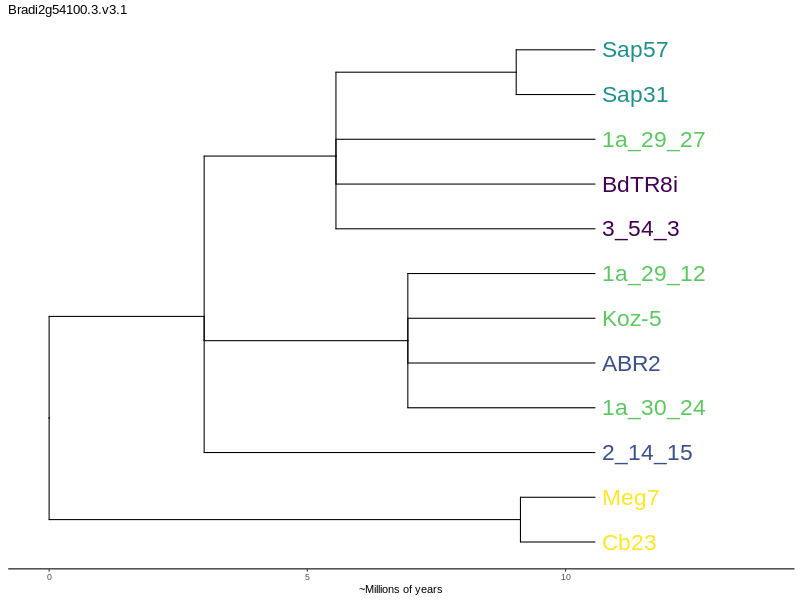 Bradi2g54100.3.v3.1
Sap57
Sap31
1a_29_27
BdTR8i
3_54_3
1a_29_12
Koz-5
ABR2
1a_30_24
2_14_15
Meg7
Cb23
0 5 10
~Millions of years